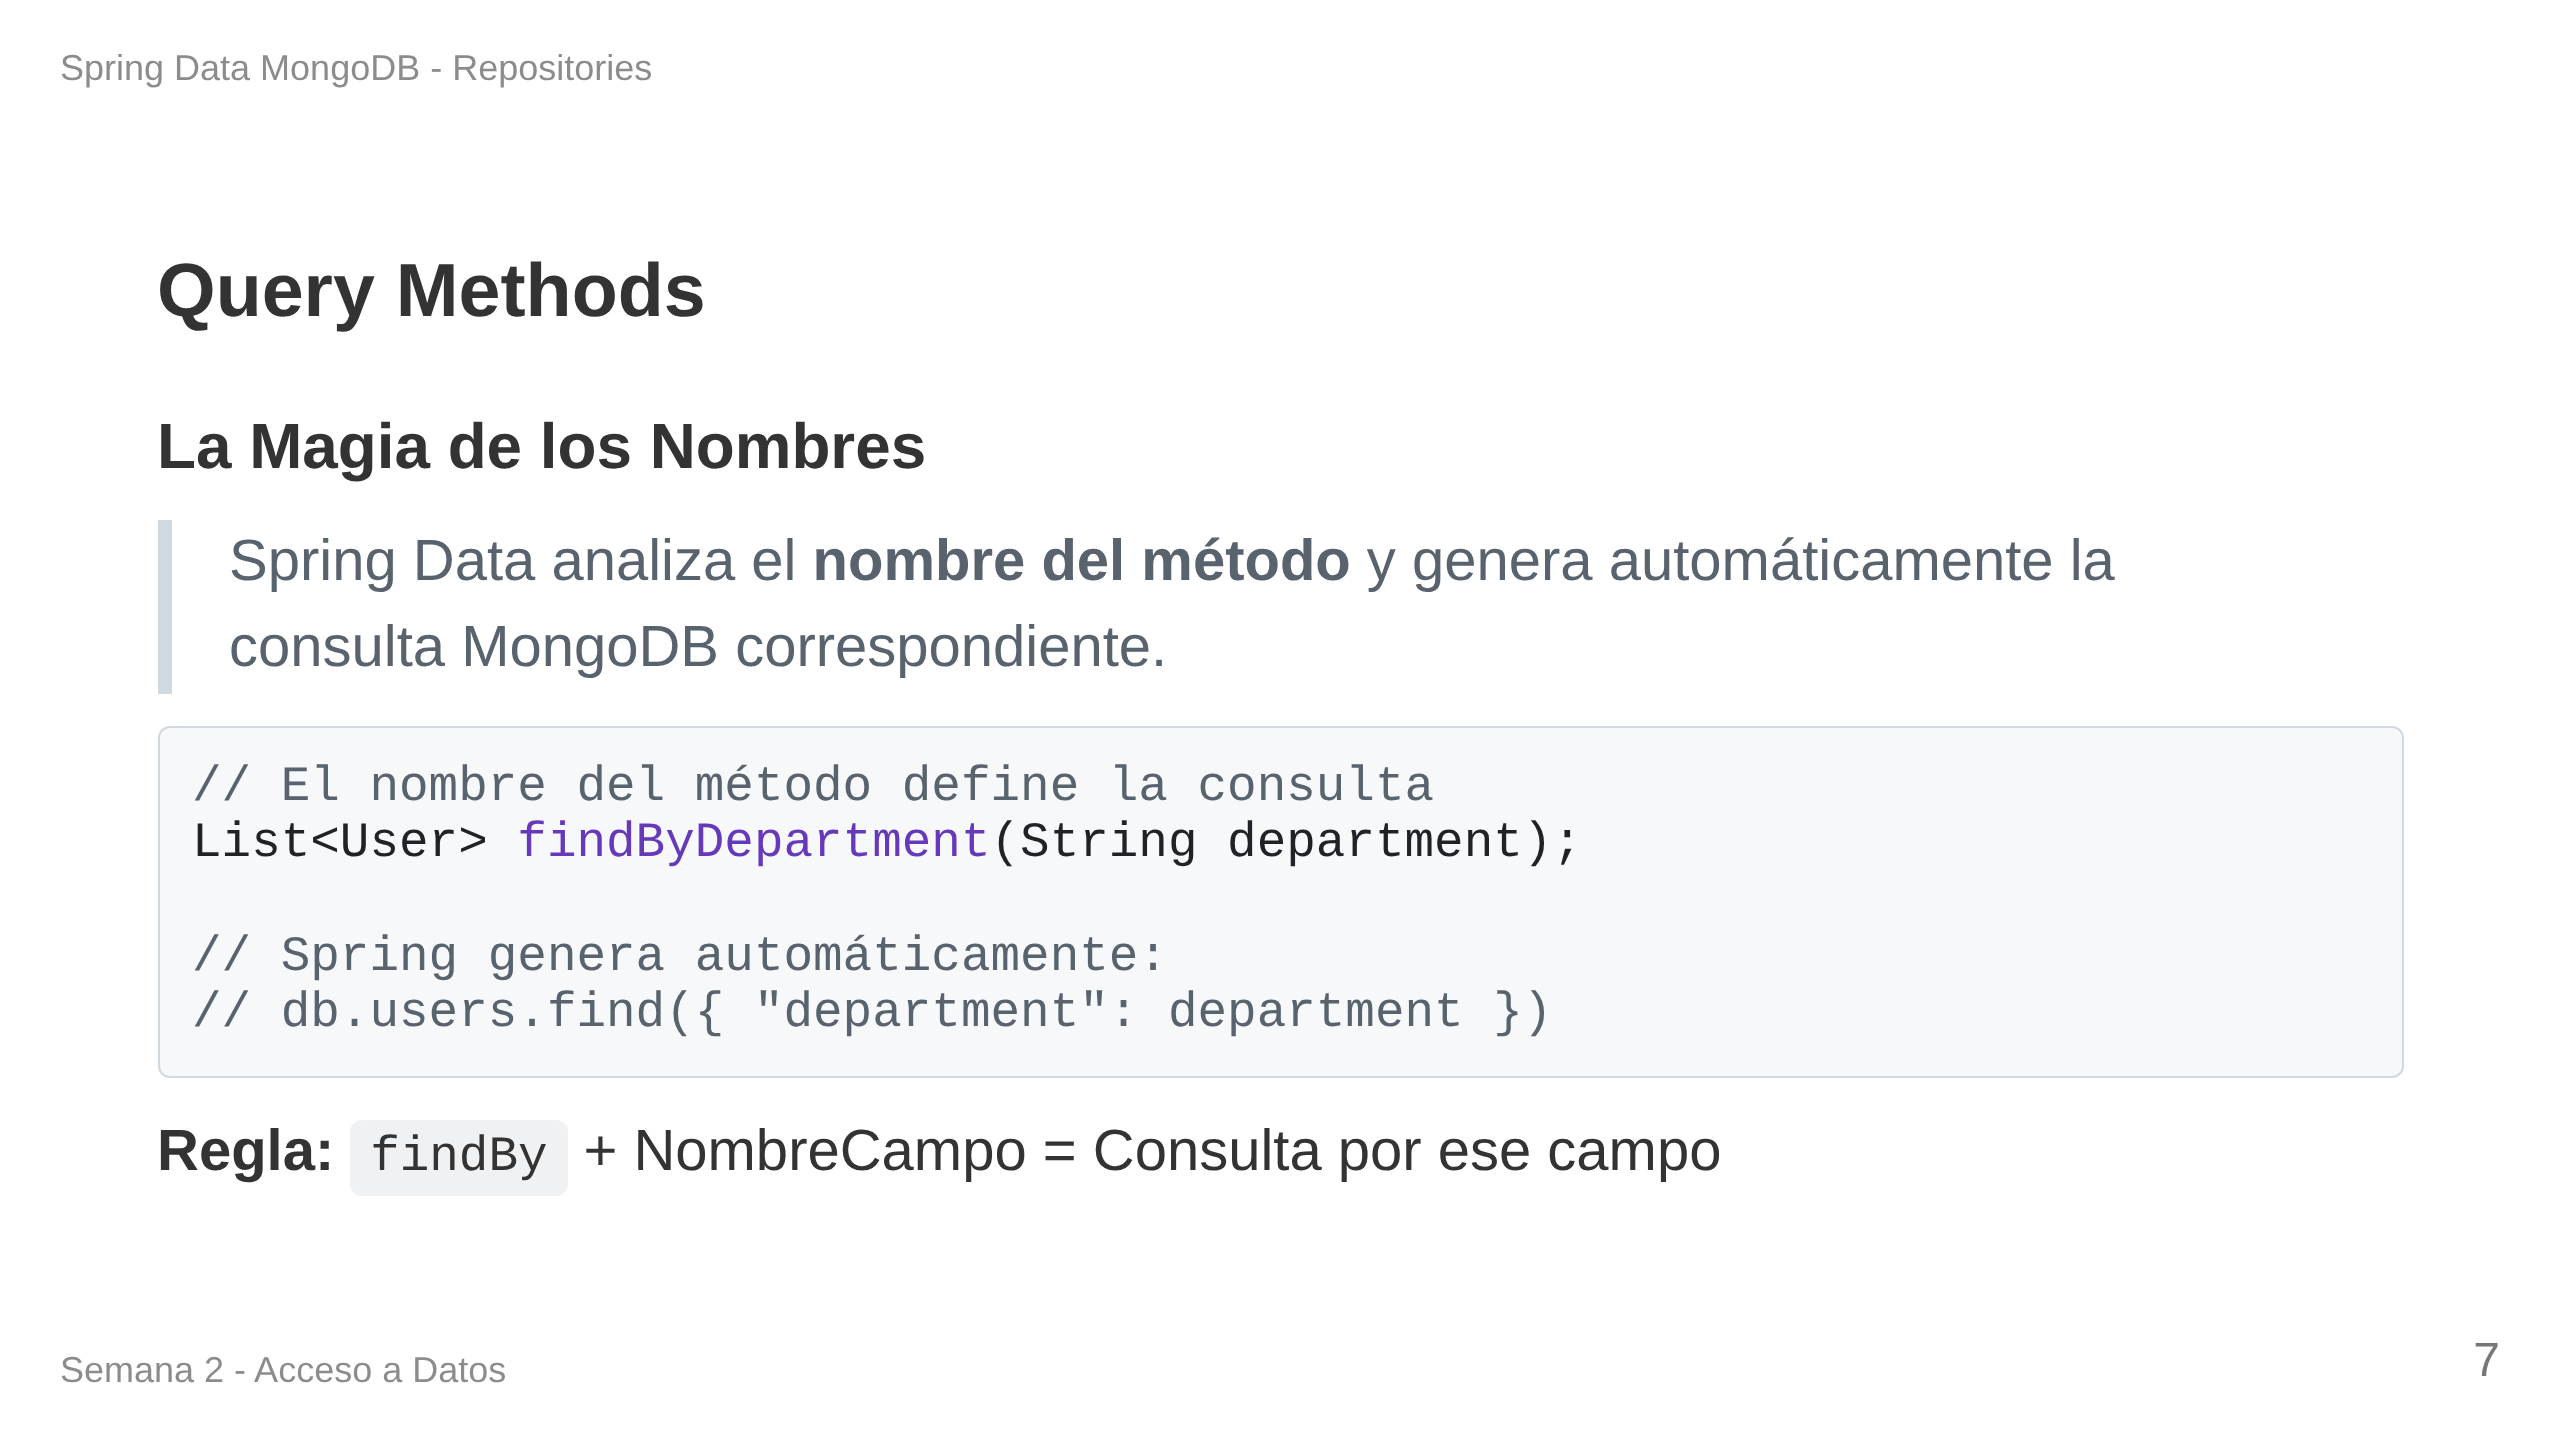 Spring Data MongoDB - Repositories
Query Methods
La Magia de los Nombres
Spring Data analiza el nombre del método y genera automáticamente la
consulta MongoDB correspondiente.
// El nombre del método define la consulta
List<User> findByDepartment(String department);
// Spring genera automáticamente:
// db.users.find({ "department": department })
Regla: findBy + NombreCampo = Consulta por ese campo
Semana 2 - Acceso a Datos
7